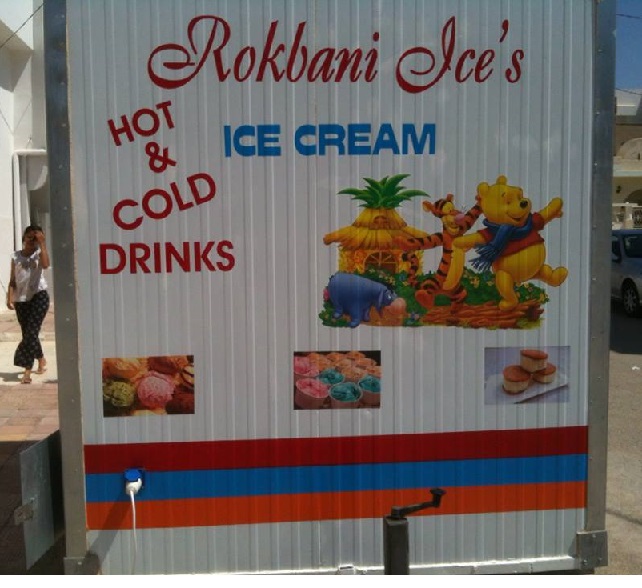 Rokbani Ice's
HOT
&
COLD
DRINKS
ICE CREAM